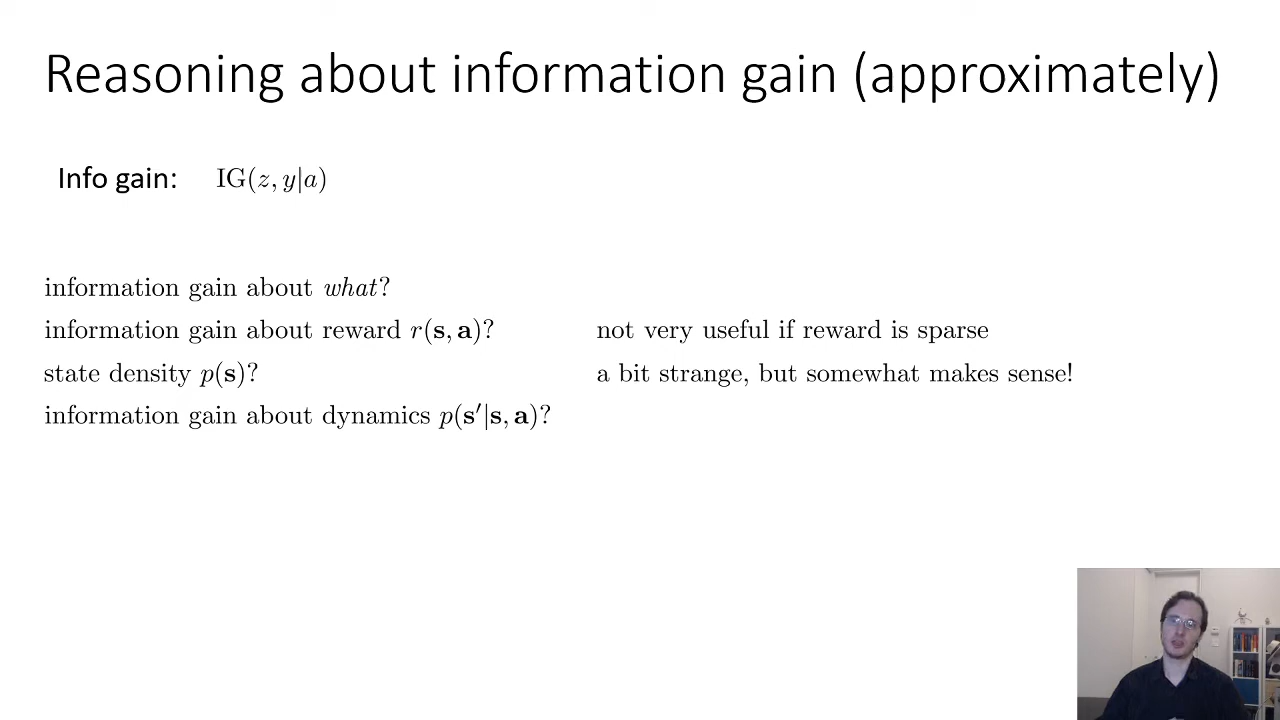 Reasoning about information gain (approximately)
Info gain: IG(z, y|a)
information gain about what?
information gain about reward r(s, a)? not very useful if reward is sparse
state density p(s)? a bit strange, but somewhat makes sense!
information gain about dynamics p(s′|s, a)?